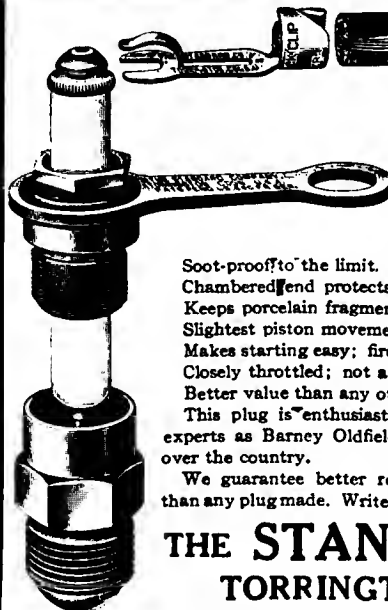 CLIP
Soot-proof to the limit.
Chambered end protects
Keeps porcelain fragmen
Slightest piston moveme
Makes starting easy; fir
Closely throttled; not a
Better value than any o
This plug is enthusiast
experts as Barney Oldfiel
over the country.
We guarantee better re
than any plug made. Write
THE STAN
TORRINGT